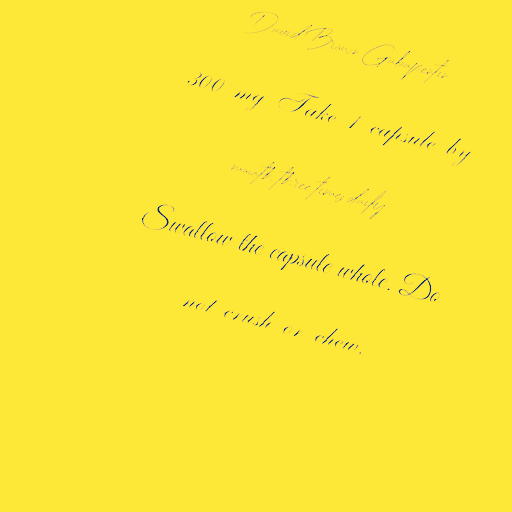 David Brown Gabapentin
300 mg Take 1 capsule by
mouth three times daily
Swallow the capsule whole. Do
not crush or chew.